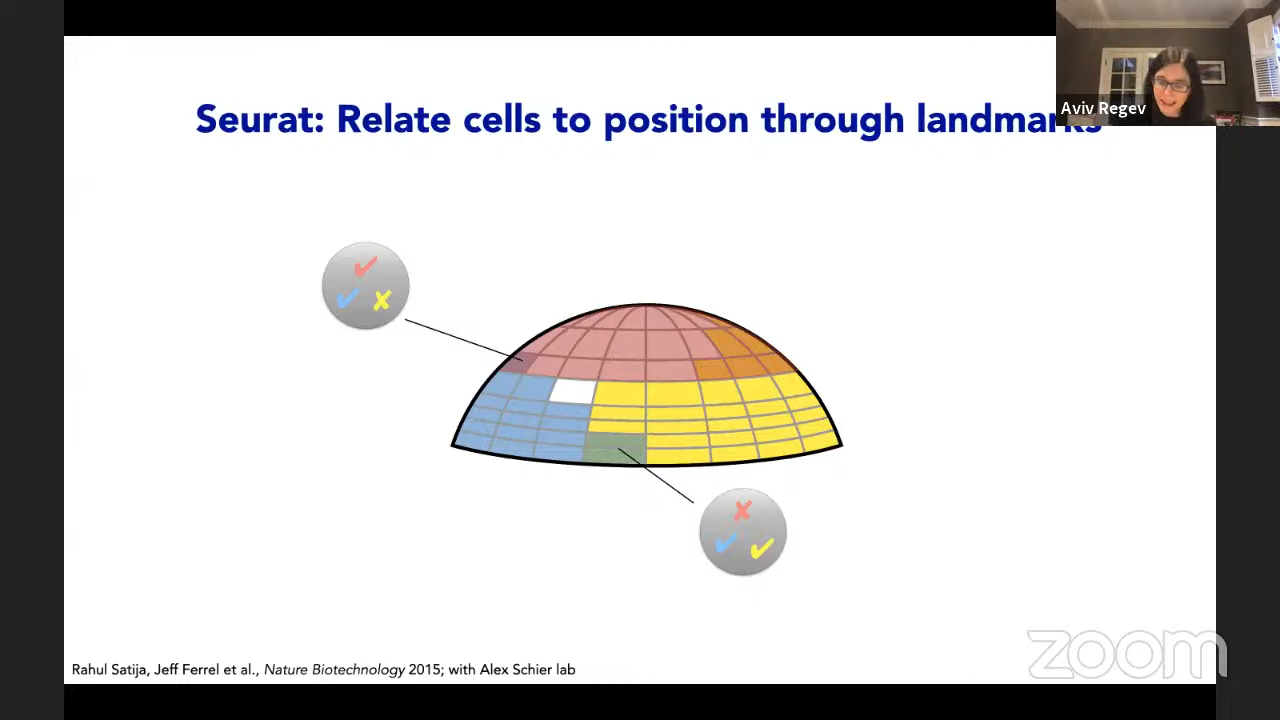 Aviv Regev
Seurat: Relate cells to position through landmarks
Rahul Satija, Jeff Ferrel et al., Nature Biotechnology 2015; with Alex Schier lab
zoom